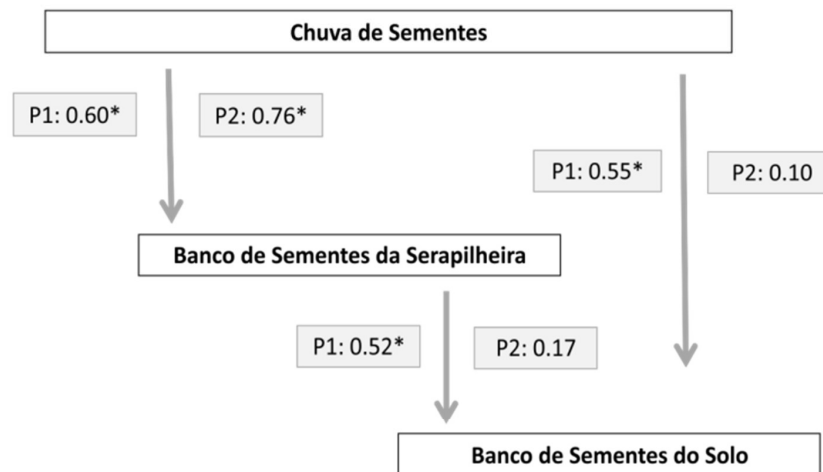 Chuva de Sementes
P1: 0.60*
P2: 0.76*
P1: 0.55*
P2: 0.10
Banco de Sementes da Serapilheira
P1: 0.52*
P2: 0.17
Banco de Sementes do Solo